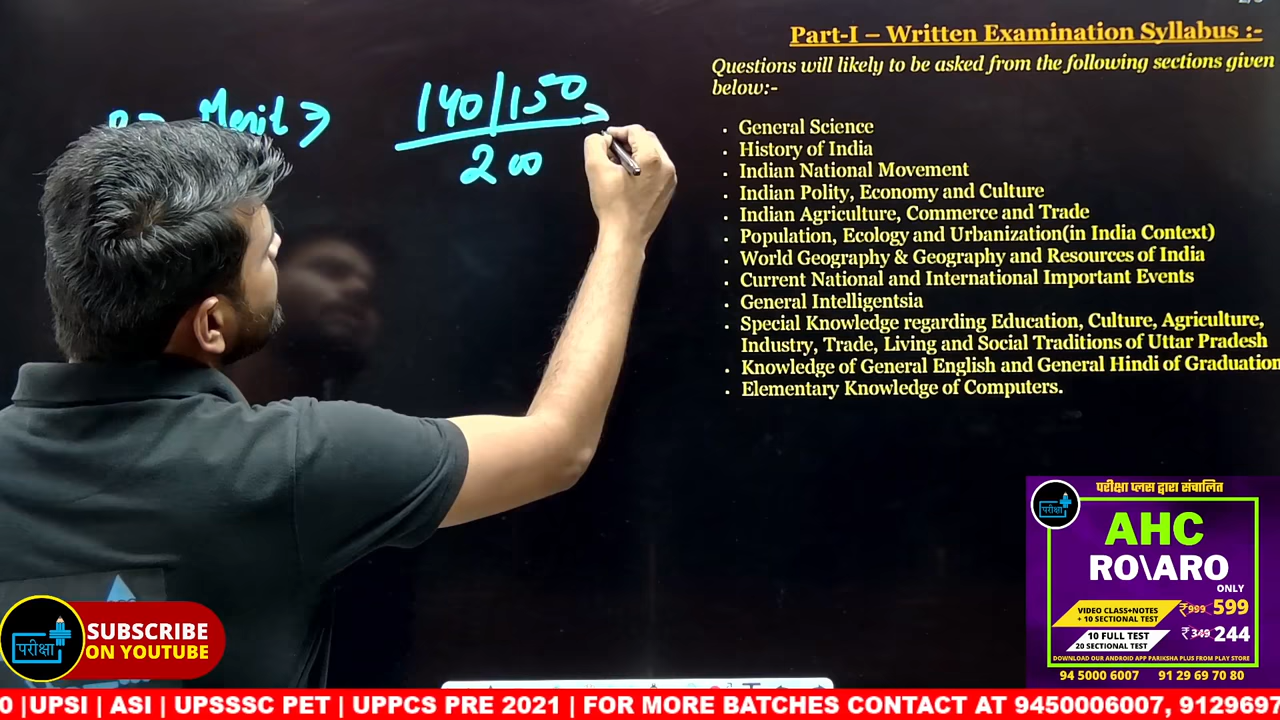 Merit →
140/150
200
Part-I – Written Examination Syllabus :-
Questions will likely to be asked from the following sections given
below:-
• General Science
• History of India
• Indian National Movement
• Indian Polity, Economy and Culture
• Indian Agriculture, Commerce and Trade
• Population, Ecology and Urbanization(in India Context)
• World Geography & Geography and Resources of India
• Current National and International Important Events
• General Intelligentsia
• Special Knowledge regarding Education, Culture, Agriculture,
Industry, Trade, Living and Social Traditions of Uttar Pradesh
• Knowledge of General English and General Hindi of Graduation
• Elementary Knowledge of Computers.
परीक्षा प्लस द्वारा संचालित
परीक्षा
AHC
RO\ARO
ONLY
VIDEO CLASS+NOTES
+ 10 SECTIONAL TEST
₹999 599
10 FULL TEST
20 SECTIONAL TEST
₹349 244
DOWNLOAD OUR ANDROID APP PARIKSHA PLUS FROM PLAY STORE
94 5000 6007 91 29 69 70 80
परीक्षा
SUBSCRIBE
ON YOUTUBE
0 |UPSI | ASI | UPSSSC PET | UPPCS PRE 2021 | FOR MORE BATCHES CONTACT AT 9450006007, 9129697